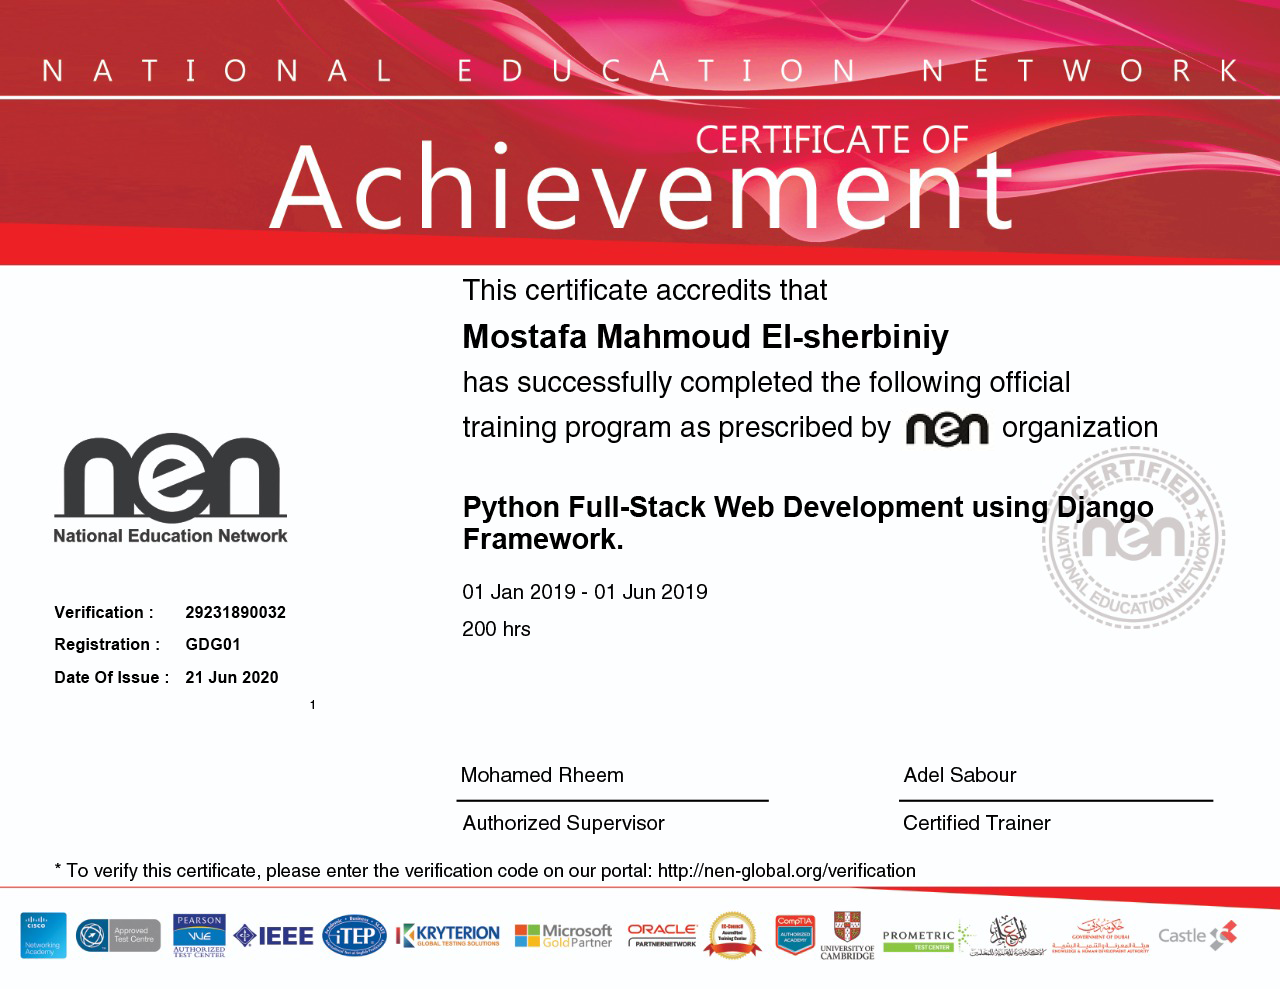 NATIONAL EDUCATION NETWORK
CERTIFICATE OF
Achievement
This certificate accredits that
Mostafa Mahmoud El-sherbiniy
has successfully completed the following official
training program as prescribed by nen organization
nen
National Education Network
Python Full-Stack Web Development using Django
Framework.
CERTIFIED
nen
NATIONAL EDUCATION NETWORK
01 Jan 2019 - 01 Jun 2019
200 hrs
Verification : 29231890032
Registration : GDG01
Date Of Issue : 21 Jun 2020
1
Mohamed Rheem
Authorized Supervisor
Adel Sabour
Certified Trainer
* To verify this certificate, please enter the verification code on our portal: http://nen-global.org/verification
cisco
Networking
Academy
Approved
Test Centre
PEARSON
VUE
AUTHORIZED
TEST CENTER
IEEE
iTEP
KRYTERION
GLOBAL TESTING SOLUTIONS
Microsoft
Gold Partner
ORACLE
PARTNERNETWORK
EC-Council
Accredited
Training Center
CompTIA
AUTHORIZED
ACADEMY
UNIVERSITY OF
CAMBRIDGE
PROMETRIC
TEST CENTER
حكومة دبي
GOVERNMENT OF DUBAI
هيئة المعرفة والتنمية البشرية
KNOWLEDGE & HUMAN DEVELOPMENT AUTHORITY
Castle